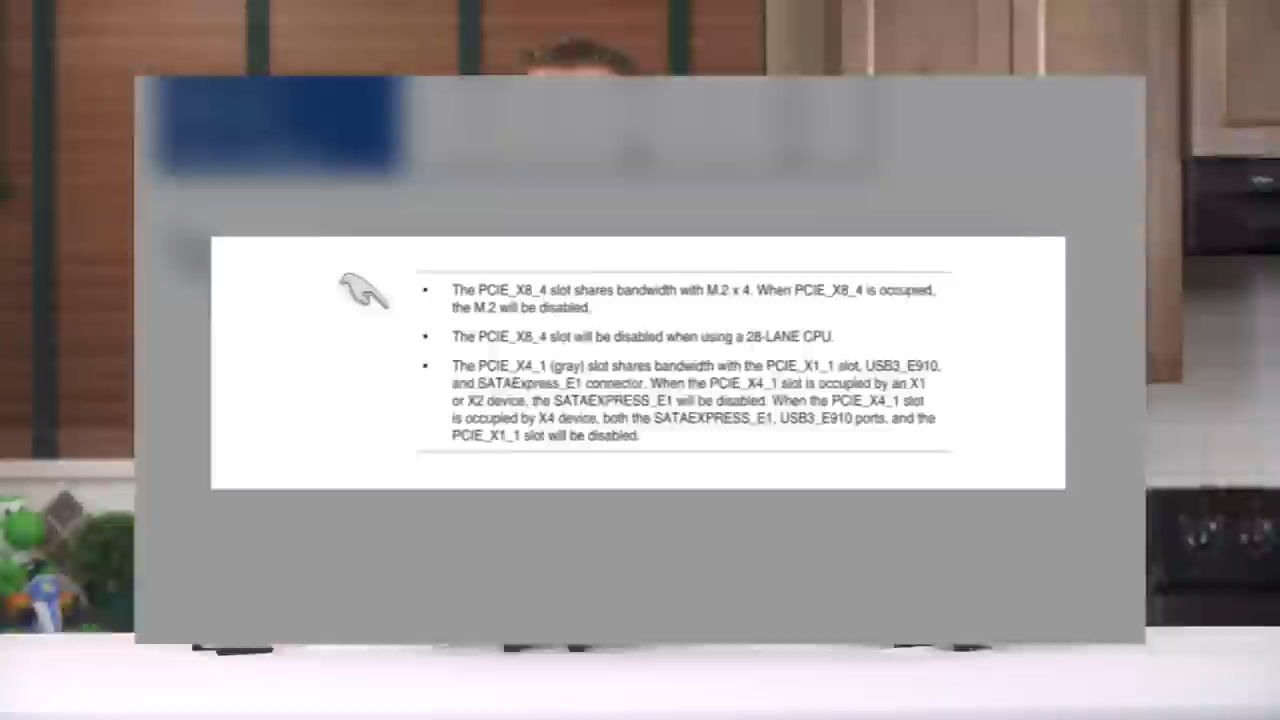 • The PCIE_X8_4 slot shares bandwidth with M.2 x 4. When PCIE_X8_4 is occupied,
the M.2 will be disabled.
• The PCIE_X8_4 slot will be disabled when using a 28-LANE CPU.
• The PCIE_X4_1 (gray) slot shares bandwidth with the PCIE_X1_1 slot, USB3_E910,
and SATAExpress_E1 connector. When the PCIE_X4_1 slot is occupied by an X1
or X2 device, the SATAEXPRESS_E1 will be disabled. When the PCIE_X4_1 slot
is occupied by X4 device, both the SATAEXPRESS_E1, USB3_E910 ports, and the
PCIE_X1_1 slot will be disabled.